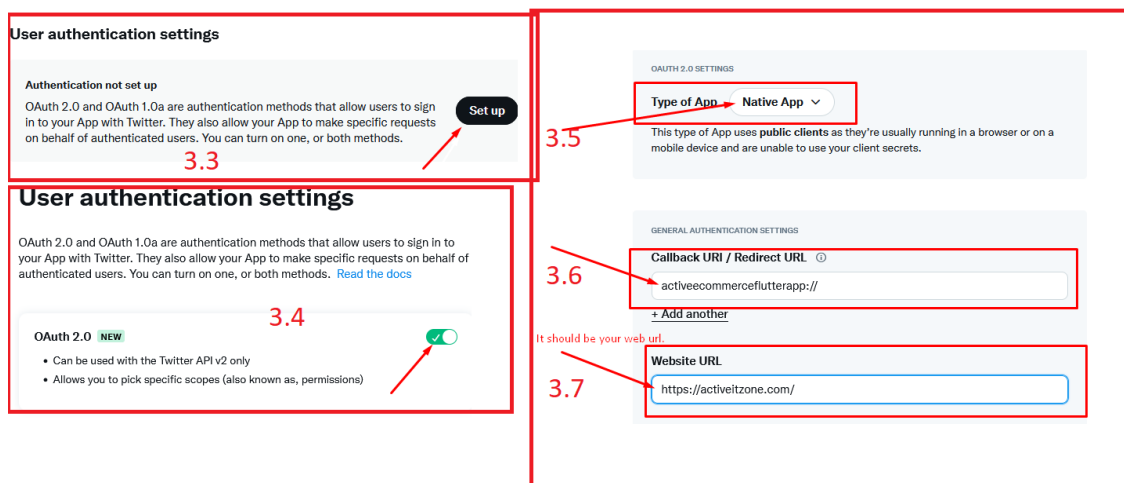 User authentication settings
Authentication not set up
OAuth 2.0 and OAuth 1.0a are authentication methods that allow users to sign
in to your App with Twitter. They also allow your App to make specific requests
on behalf of authenticated users. You can turn on one, or both methods.
Set up
3.3
User authentication settings
OAuth 2.0 and OAuth 1.0a are authentication methods that allow users to sign in to
your App with Twitter. They also allow your App to make specific requests on behalf of
authenticated users. You can turn on one, or both methods. Read the docs
3.4
OAuth 2.0 NEW
• Can be used with the Twitter API v2 only
• Allows you to pick specific scopes (also known as, permissions)
OAUTH 2.0 SETTINGS
Type of App Native App
3.5
This type of App uses public clients as they're usually running in a browser or on a
mobile device and are unable to use your client secrets.
GENERAL AUTHENTICATION SETTINGS
Callback URI / Redirect URL
3.6
activeecommerceflutterapp://
+ Add another
It should be your web url.
Website URL
3.7
https://activeitzone.com/